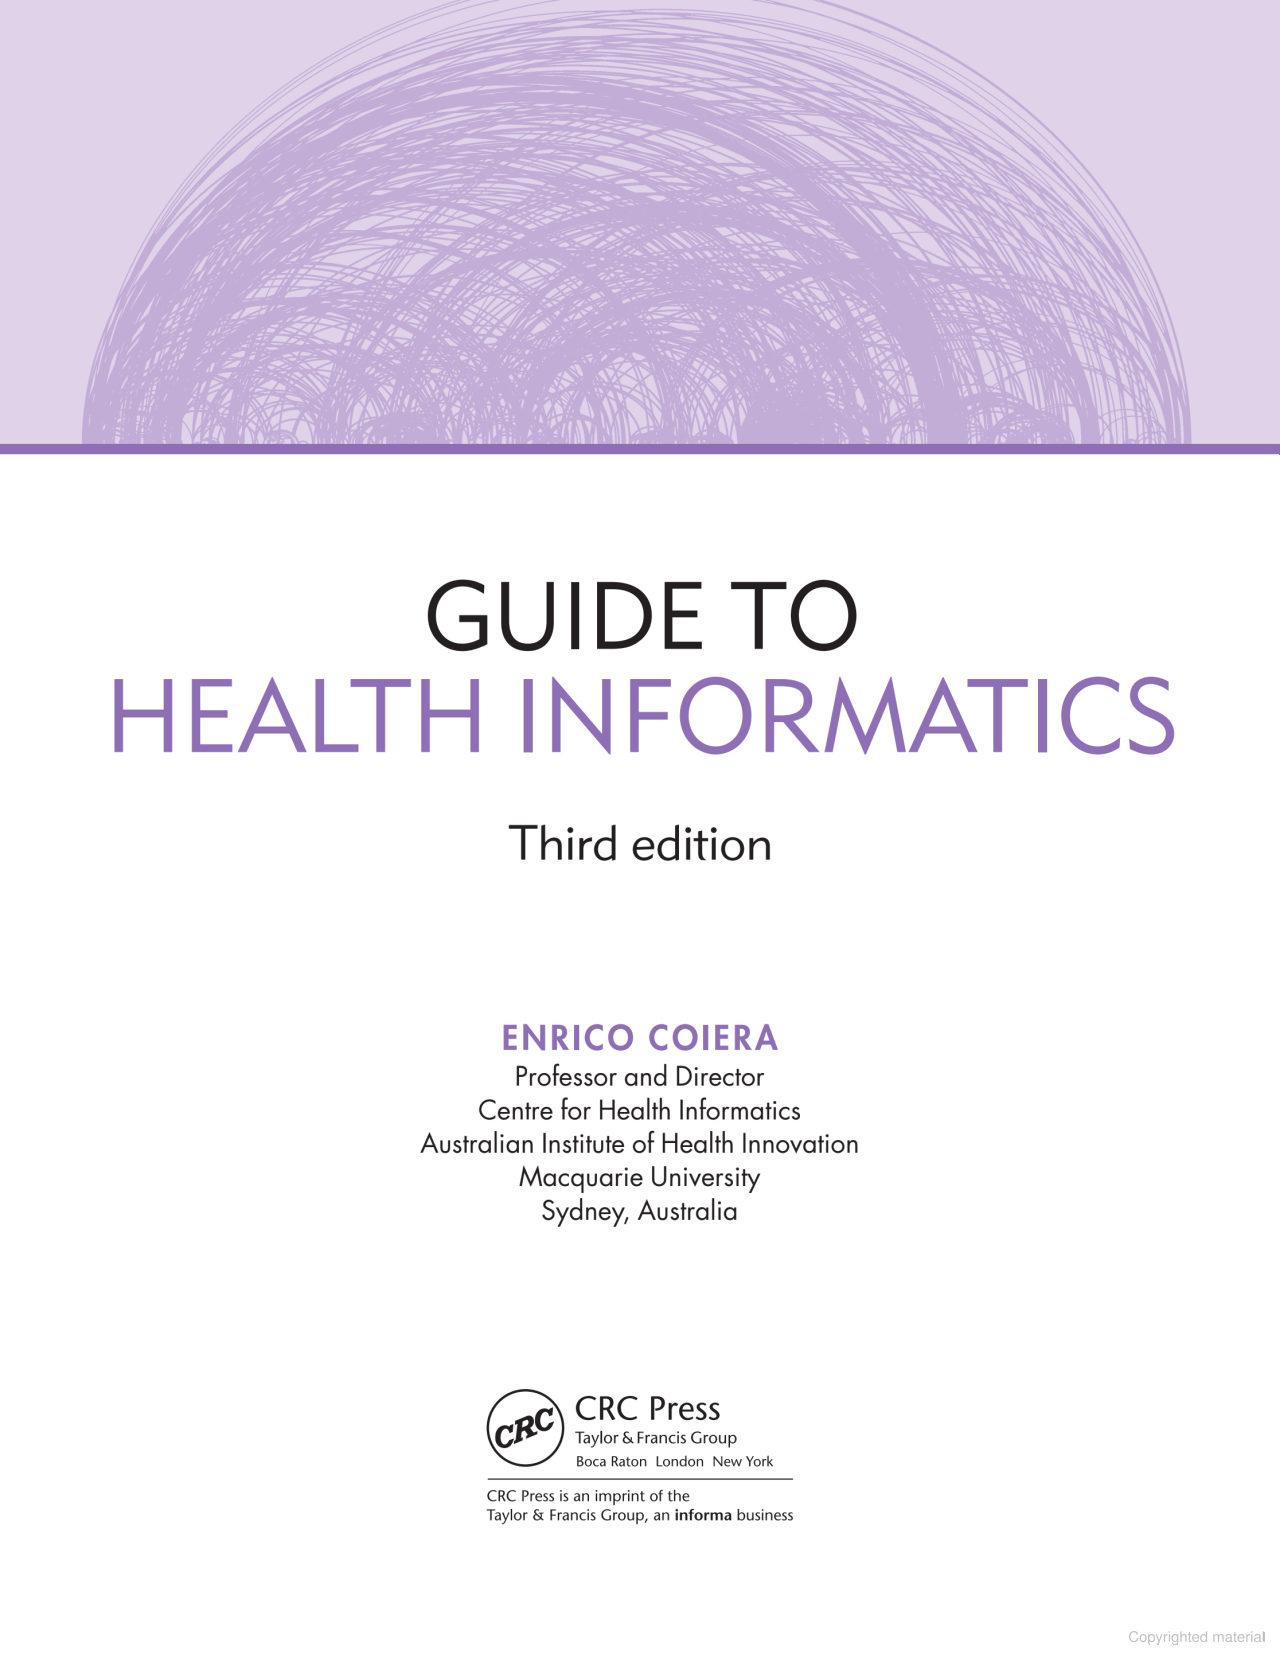 GUIDE TO
HEALTH INFORMATICS
Third edition
ENRICO COIERA
Professor and Director
Centre for Health Informatics
Australian Institute of Health Innovation
Macquarie University
Sydney, Australia
CRC
CRC Press
Taylor & Francis Group
Boca Raton London New York
CRC Press is an imprint of the
Taylor & Francis Group, an informa business
Copyrighted material